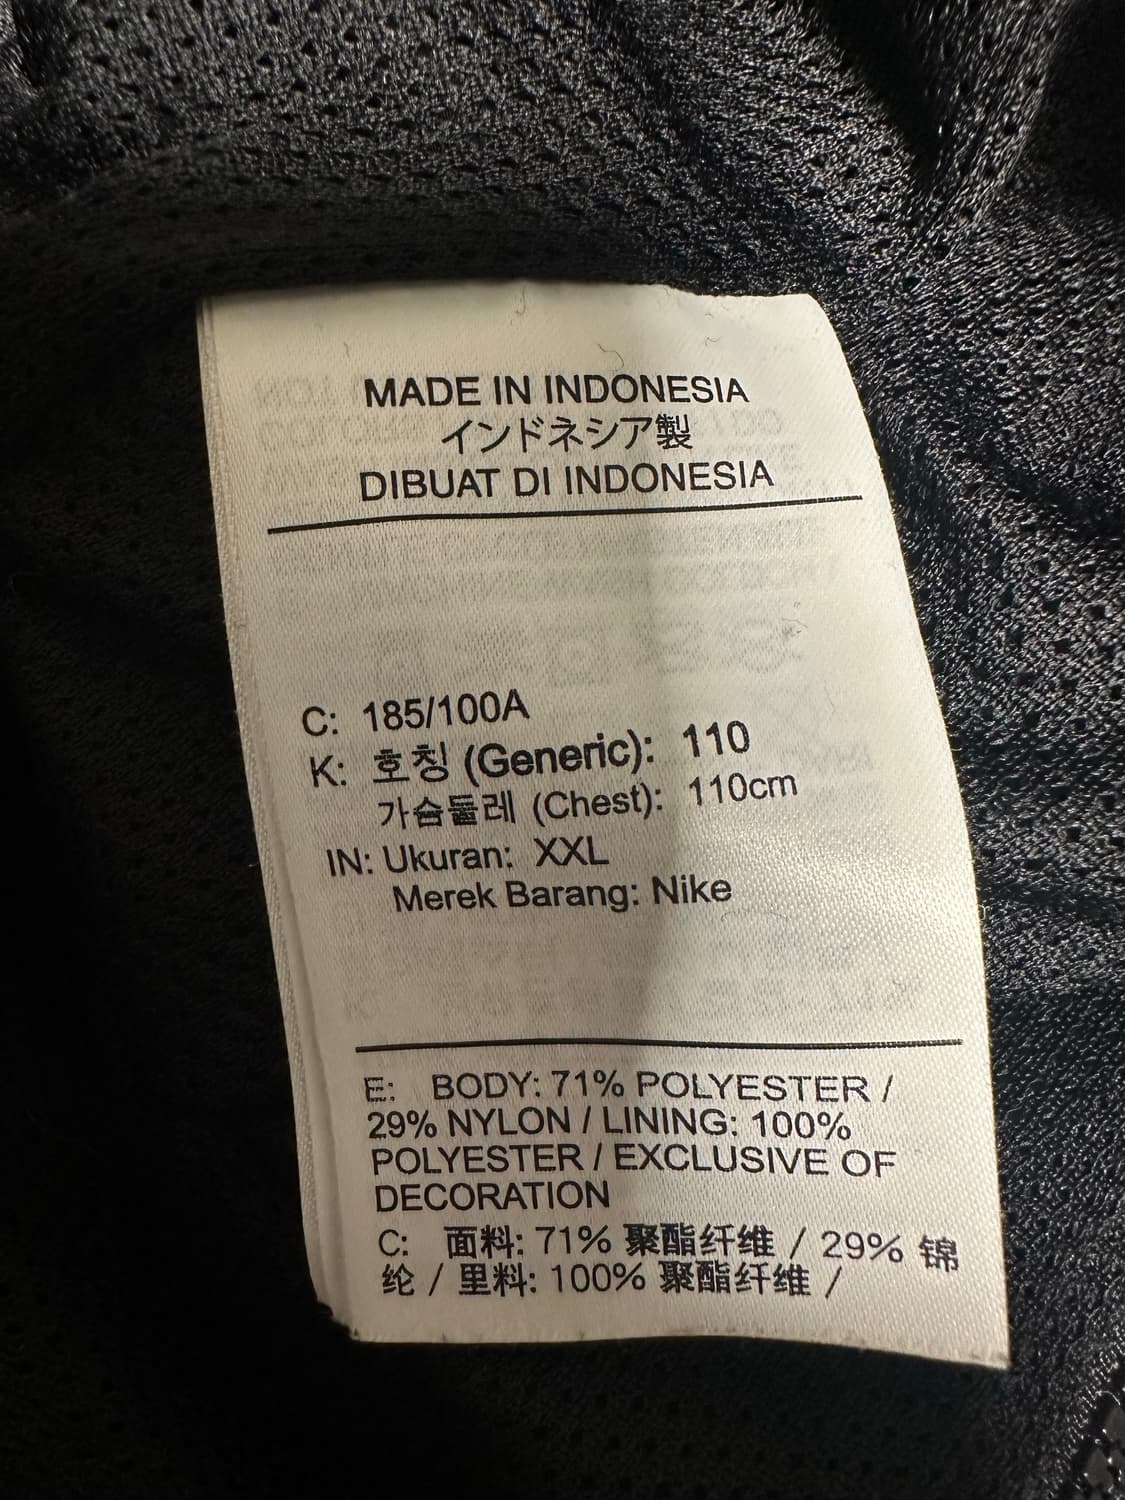 MADE IN INDONESIA
インドネシア製
DIBUAT DI INDONESIA
C: 185/100A
K: 호칭 (Generic): 110
가슴둘레 (Chest): 110cm
IN: Ukuran: XXL
Merek Barang: Nike
E: BODY: 71% POLYESTER /
29% NYLON / LINING: 100%
POLYESTER / EXCLUSIVE OF
DECORATION
C: 面料: 71% 聚酯纤维 / 29% 锦
纶 / 里料: 100% 聚酯纤维 /